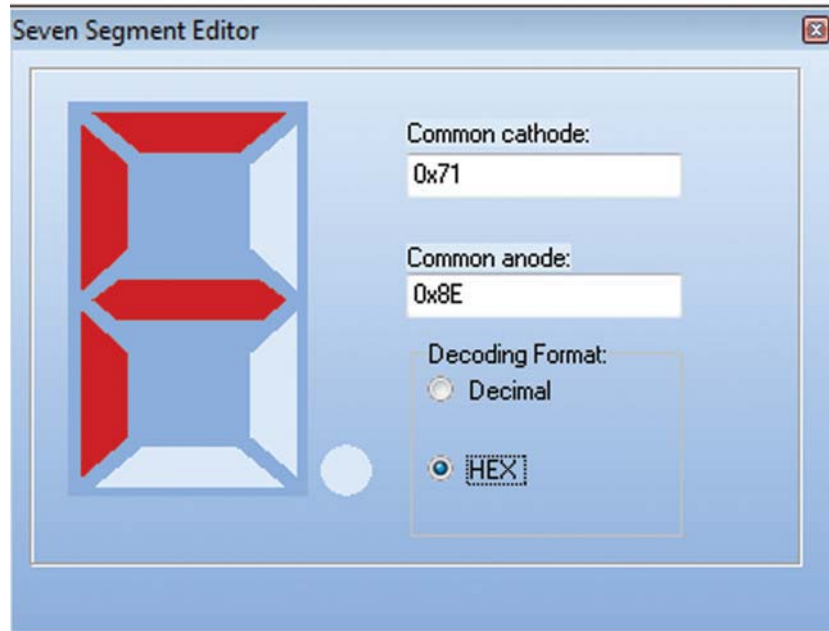 Seven Segment Editor
Common cathode:
0x71
Common anode:
0x8E
Decoding Format:
Decimal
HEX